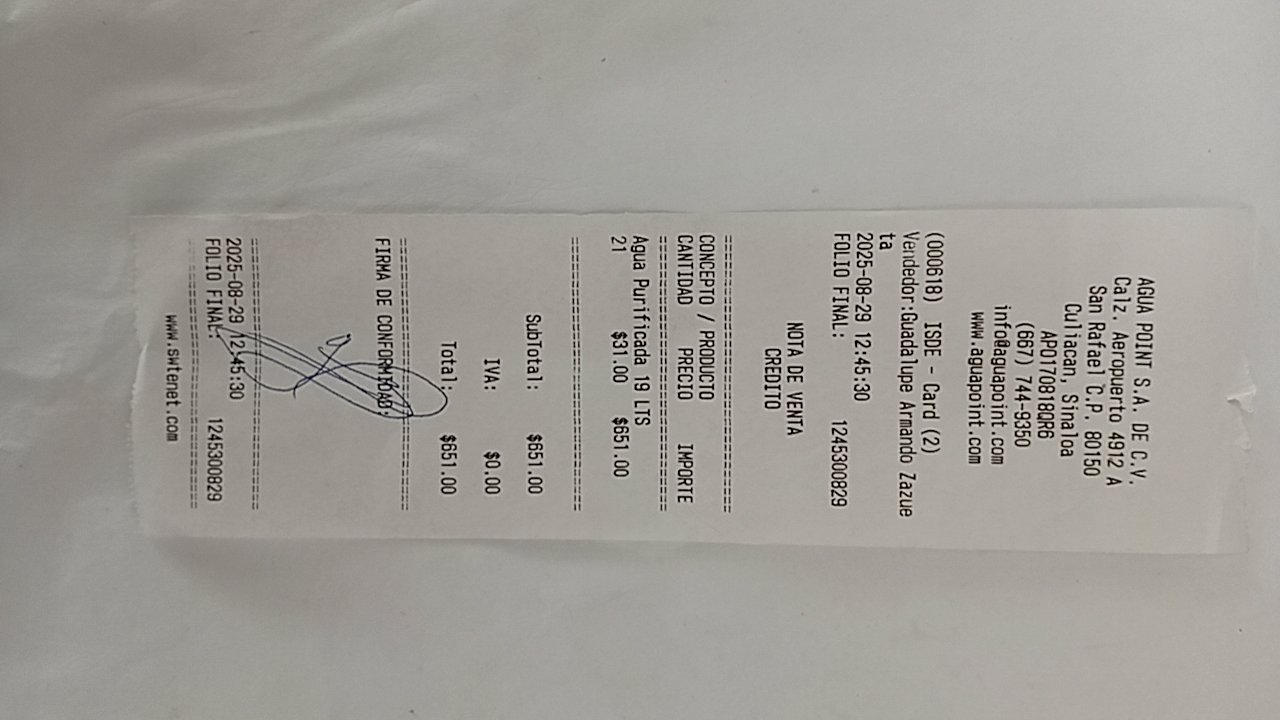 AGUA POINT S.A. DE C.V.
Calz. Aeropuerto 4912 A
San Rafael C.P. 80150
Culiacan, Sinaloa
APO170818QR6
(667) 744-9350
info@aguapoint.com
www.aguapoint.com
(000618) ISDE - Card (2)
Vendedor:Guadalupe Armando Zazue
ta
2025-08-29 12:45:30
FOLIO FINAL: 1245300829
NOTA DE VENTA
CREDITO
================================
CONCEPTO / PRODUCTO
CANTIDAD PRECIO IMPORTE
================================
Agua Purificada 19 LTS
21 $31.00 $651.00
================================
SubTotal: $651.00
IVA: $0.00
Total: $651.00
================================
FIRMA DE CONFORMIDAD:
================================
2025-08-29 12:45:30
FOLIO FINAL: 1245300829
================================
www.swtenet.com